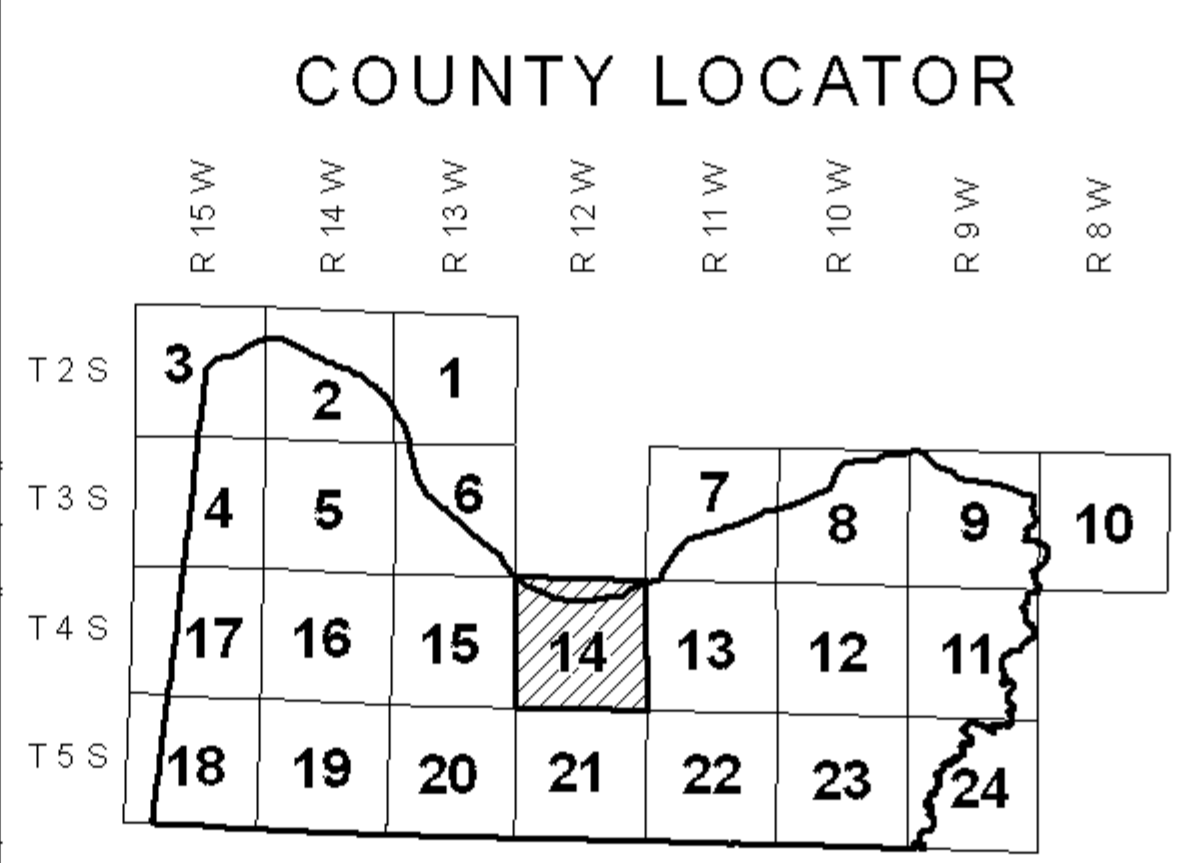 COUNTY LOCATOR
R 15 W R 14 W R 13 W R 12 W R 11 W R 10 W R 9 W R 8 W
T 2 S 3 2 1
T 3 S 4 5 6 7 8 9 10
T 4 S 17 16 15 14 13 12 11
T 5 S 18 19 20 21 22 23 24